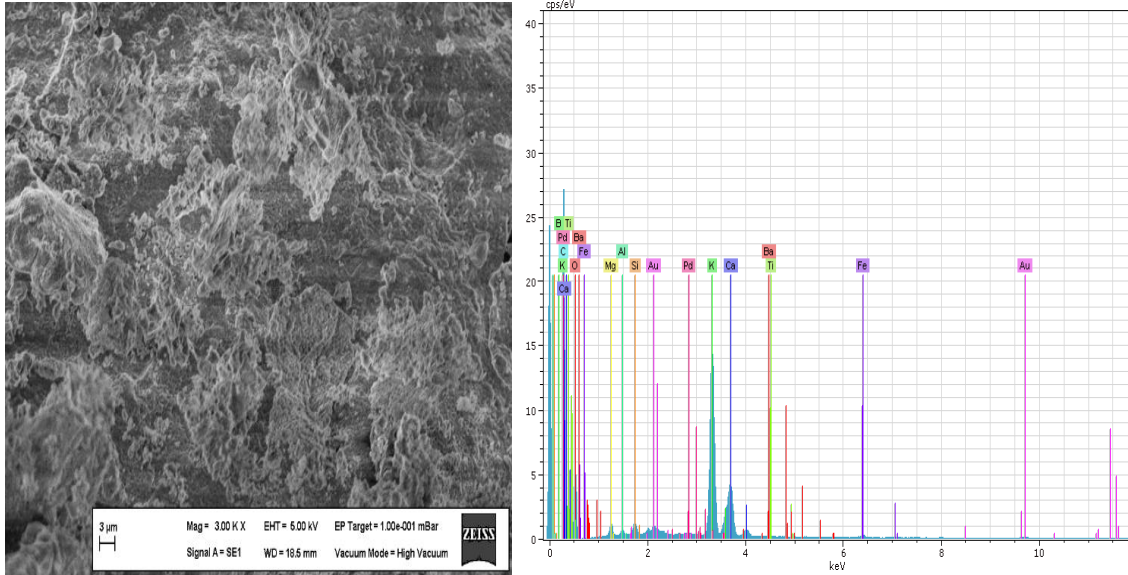 3 µm
Mag = 3.00 K X EHT = 5.00 kV EP Target = 1.00e-001 mBar
Signal A = SE1 WD = 18.5 mm Vacuum Mode = High Vacuum
ZEISS
cps/eV
40
35
30
25
20
15
10
5
0
B Ti
Pd Ba
C Fe Al
K O Mg Si Au Pd K Ca Ti Fe Au
Ca
Ba
0 2 4 6 8 10
keV